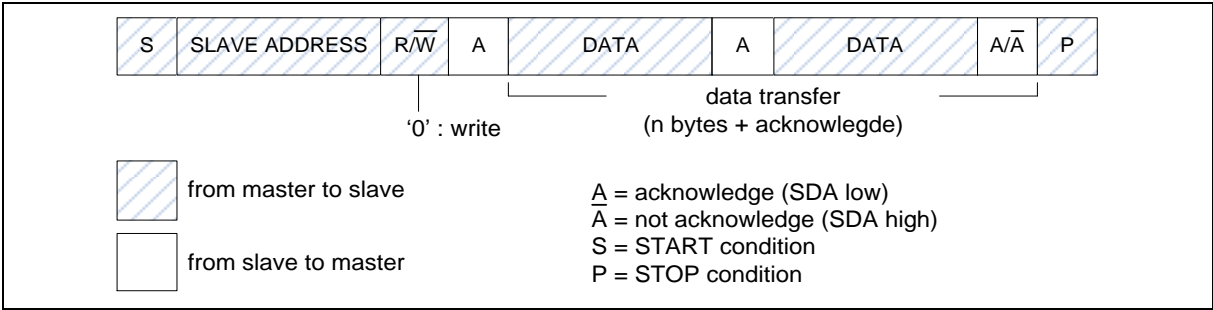 S SLAVE ADDRESS R/W̅ A DATA A DATA A/A̅ P
data transfer
(n bytes + acknowlegde)
‘0’ : write
from master to slave
from slave to master
A = acknowledge (SDA low)
A̅ = not acknowledge (SDA high)
S = START condition
P = STOP condition